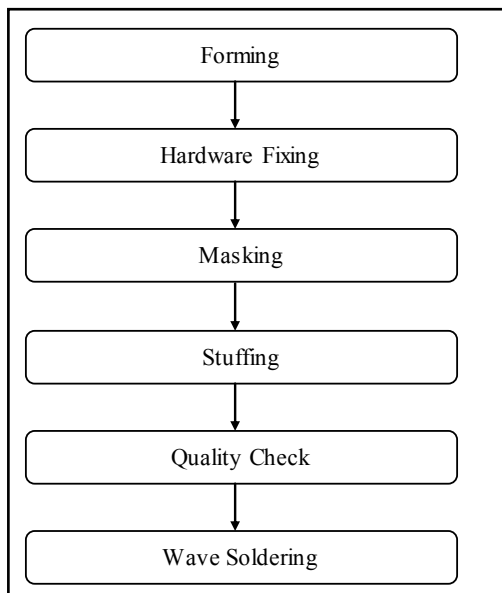 Forming
Hardware Fixing
Masking
Stuffing
Quality Check
Wave Soldering